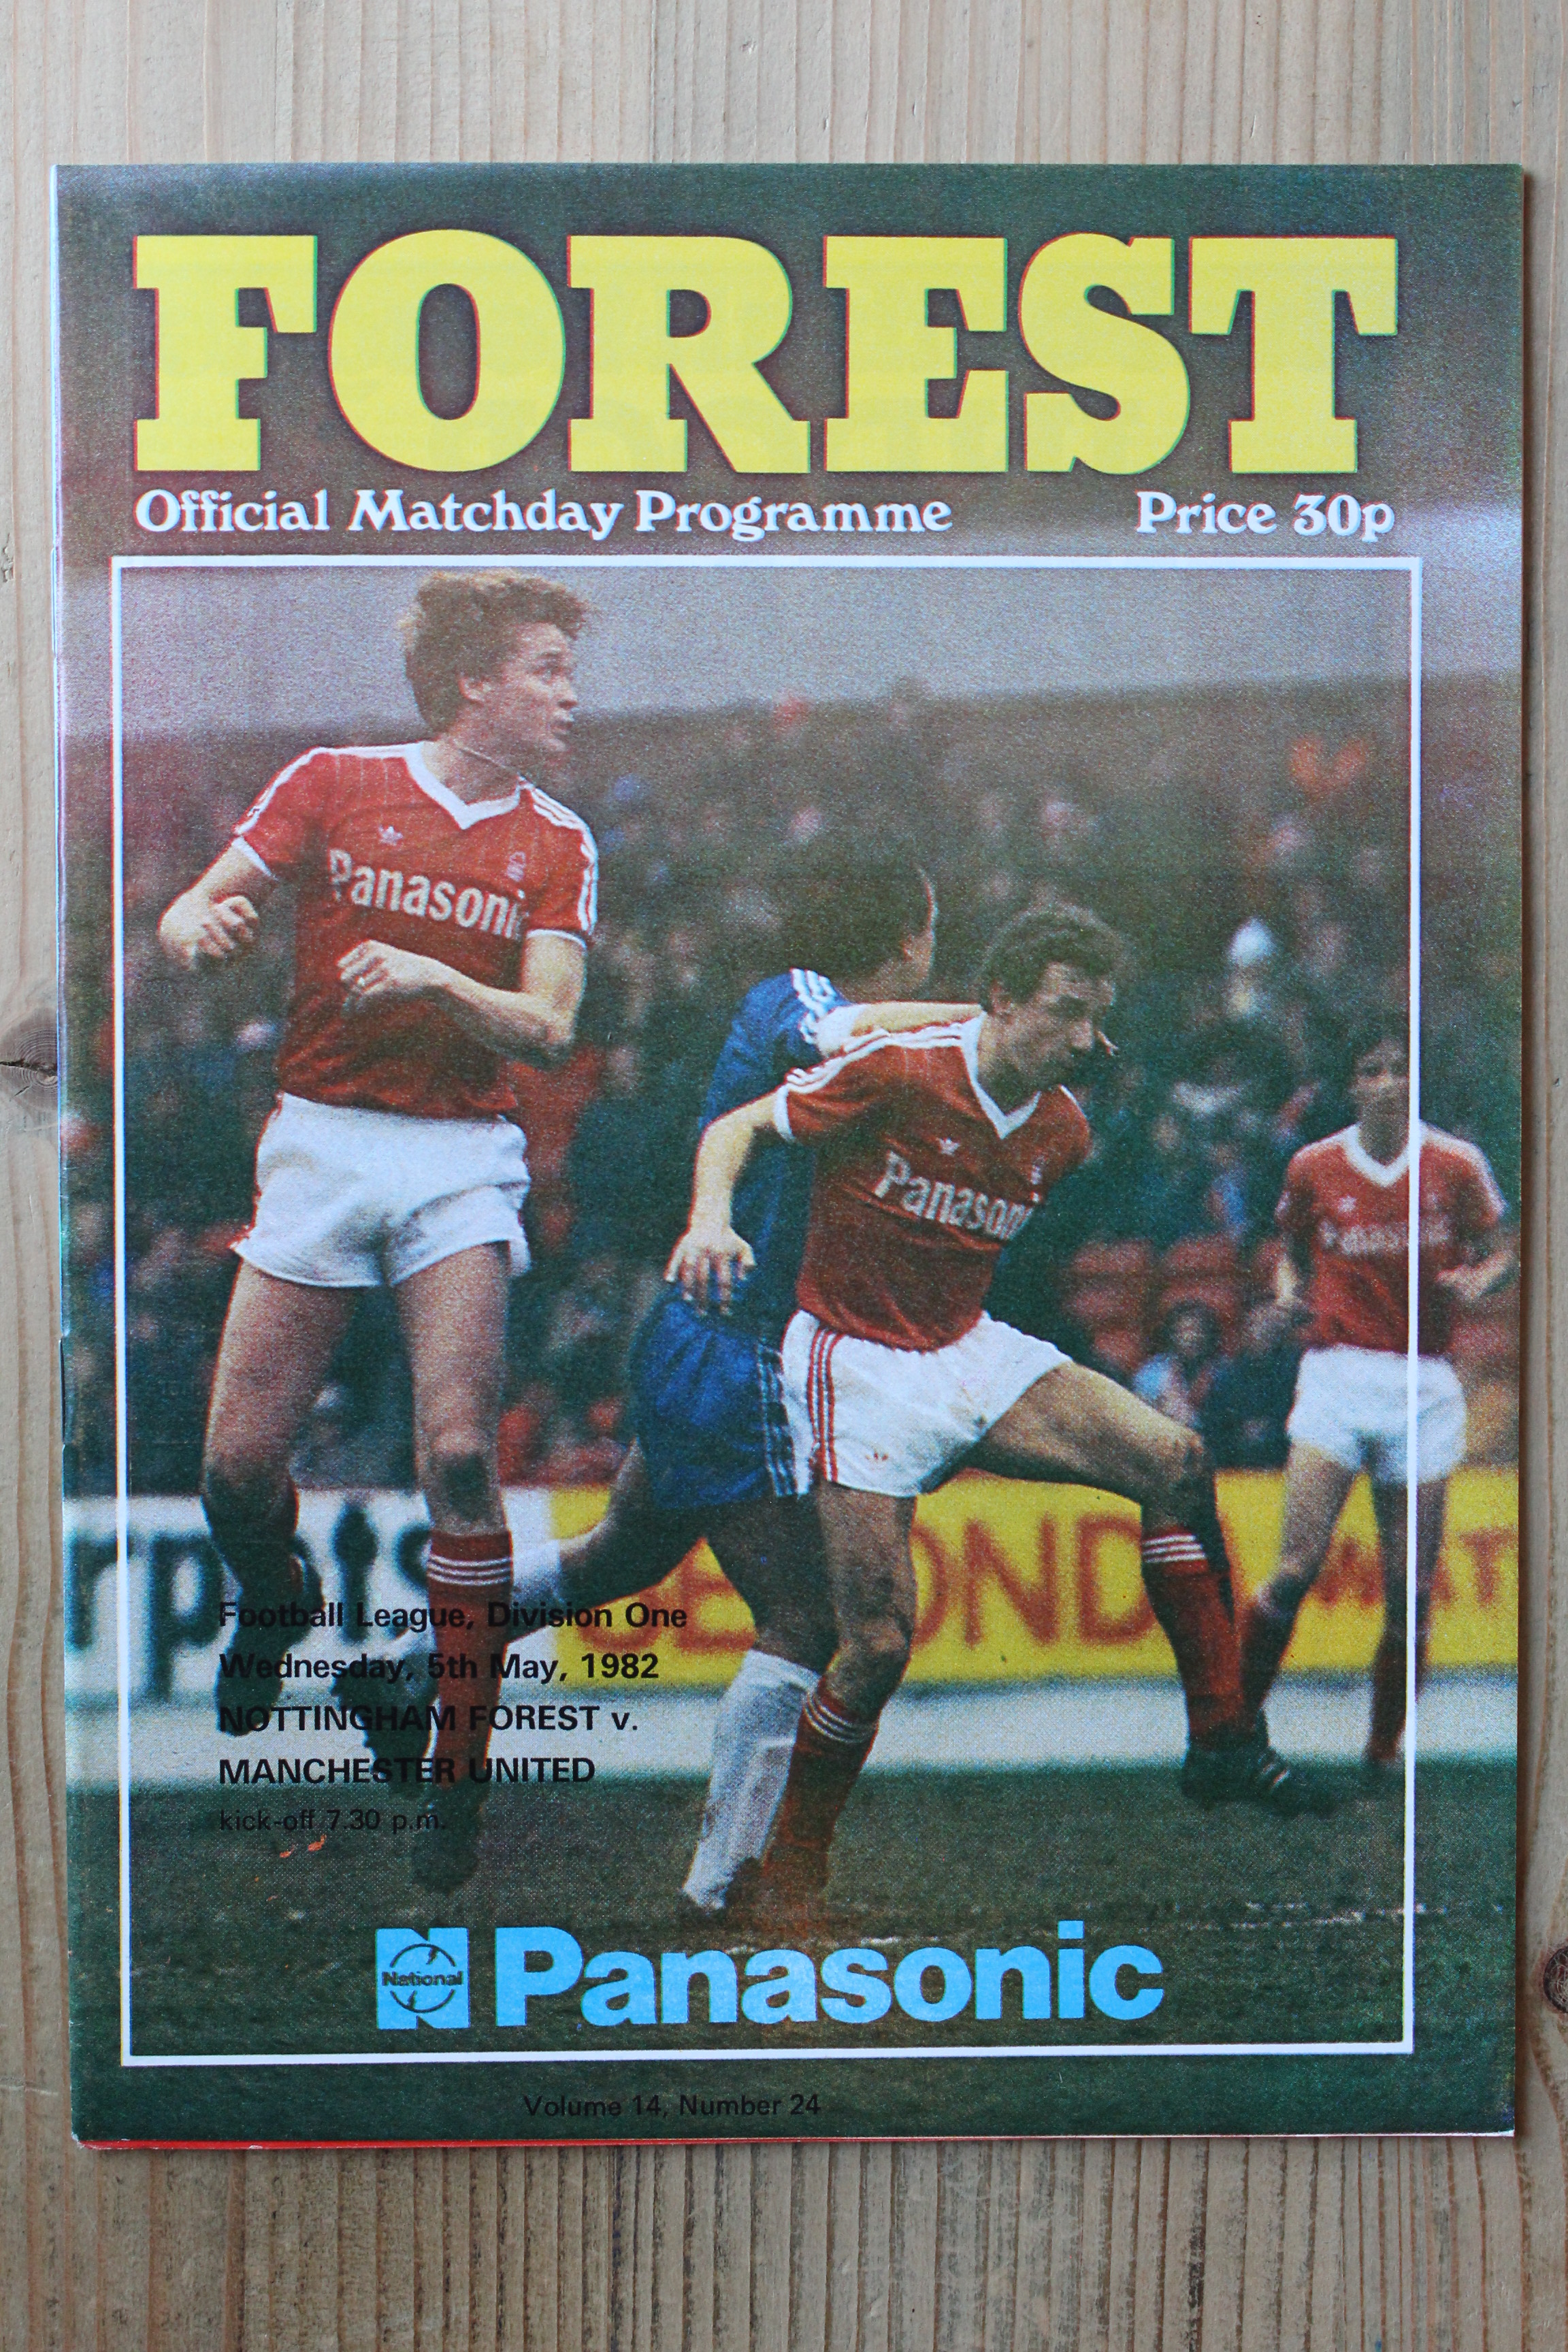 FOREST
Official Matchday Programme Price 30p
Panasonic
Panasonic
Panasonic
Football League, Division One
Wednesday, 5th May, 1982
NOTTINGHAM FOREST v.
MANCHESTER UNITED
kick-off 7.30 p.m.
National Panasonic
Volume 14, Number 24